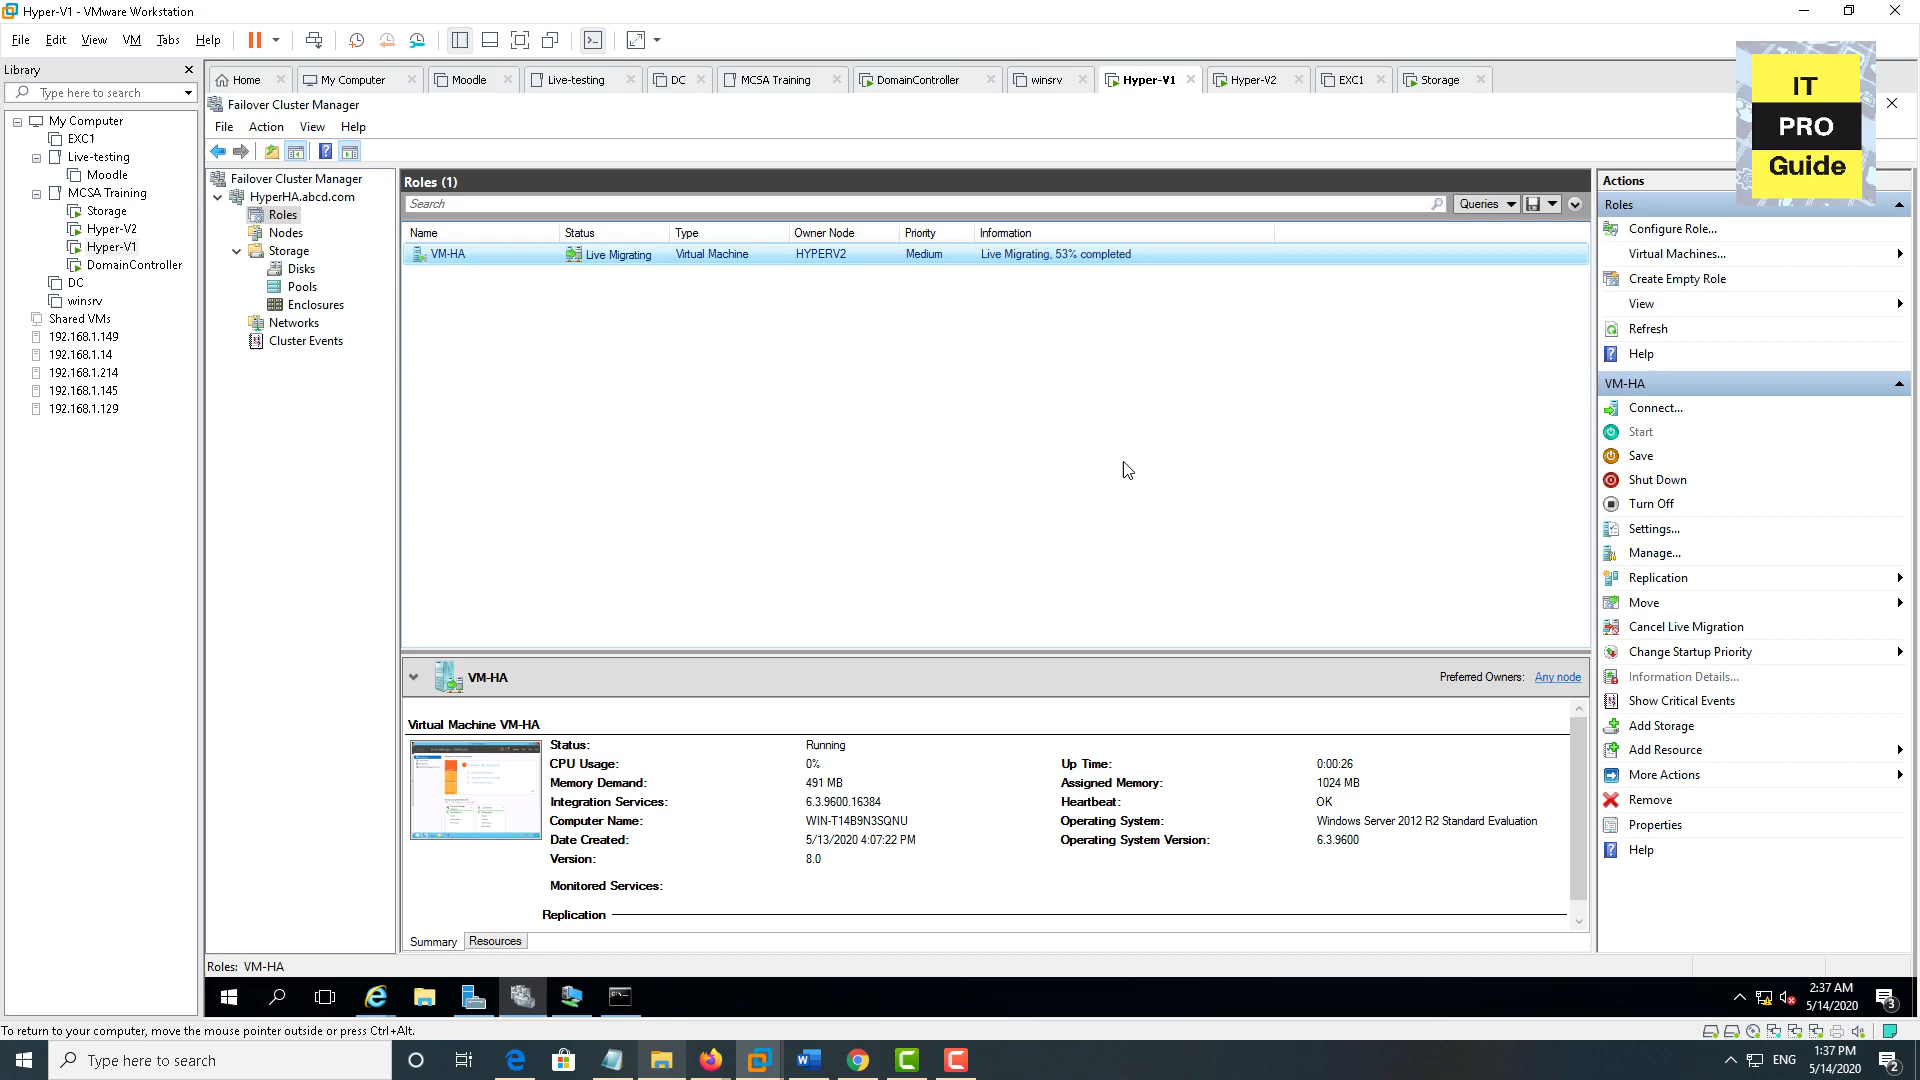 Hyper-V1 - VMware Workstation
File Edit View VM Tabs Help
IT
PRO
Guide
Library
Type here to search
My Computer
EXC1
Live-testing
Moodle
MCSA Training
Storage
Hyper-V2
Hyper-V1
DomainController
DC
winsrv
Shared VMs
192.168.1.149
192.168.1.14
192.168.1.214
192.168.1.145
192.168.1.129
Home My Computer Moodle Live-testing DC MCSA Training DomainController winsrv Hyper-V1 Hyper-V2 EXC1 Storage
Failover Cluster Manager
File Action View Help
Failover Cluster Manager
HyperHA.abcd.com
Roles
Nodes
Storage
Disks
Pools
Enclosures
Networks
Cluster Events
Roles (1)
Search Queries
Name Status Type Owner Node Priority Information
VM-HA Live Migrating Virtual Machine HYPERV2 Medium Live Migrating, 53% completed
VM-HA Preferred Owners: Any node
Virtual Machine VM-HA
Status: Running
CPU Usage: 0% Up Time: 0:00:26
Memory Demand: 491 MB Assigned Memory: 1024 MB
Integration Services: 6.3.9600.16384 Heartbeat: OK
Computer Name: WIN-T14B9N3SQNU Operating System: Windows Server 2012 R2 Standard Evaluation
Date Created: 5/13/2020 4:07:22 PM Operating System Version: 6.3.9600
Version: 8.0
Monitored Services:
Replication
Summary Resources
Actions
Roles
Configure Role...
Virtual Machines...
Create Empty Role
View
Refresh
Help
VM-HA
Connect...
Start
Save
Shut Down
Turn Off
Settings...
Manage...
Replication
Move
Cancel Live Migration
Change Startup Priority
Information Details...
Show Critical Events
Add Storage
Add Resource
More Actions
Remove
Properties
Help
Roles: VM-HA
2:37 AM
5/14/2020
3
To return to your computer, move the mouse pointer outside or press Ctrl+Alt.
Type here to search
ENG
1:37 PM
5/14/2020
2